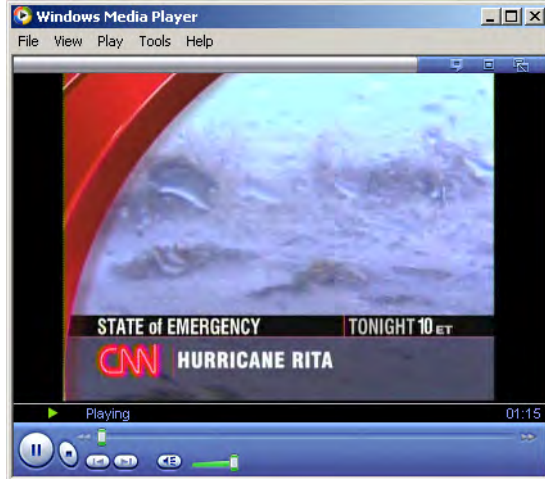 Windows Media Player
File View Play Tools Help
STATE of EMERGENCY TONIGHT 10 ET
CNN HURRICANE RITA
Playing 01:15